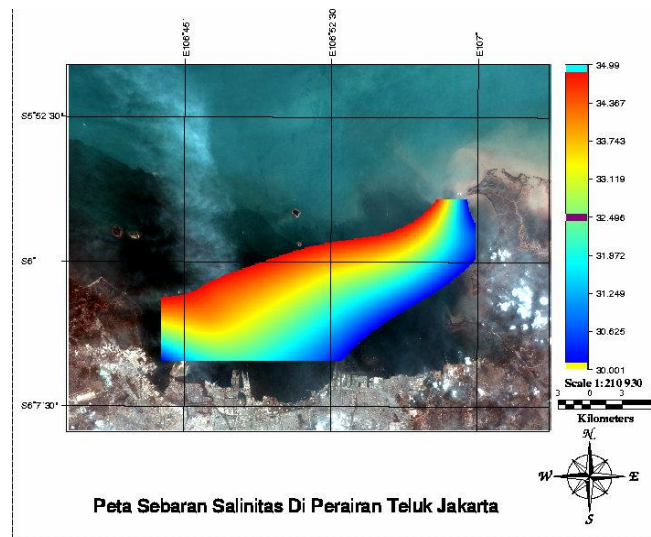 E106°45'
E106°52'30"
E107°
S5°52'30"
S6°
S6°7'30"
34.99
34.367
33.743
33.119
32.496
31.872
31.249
30.625
30.001
Scale 1:210 930
3 0 3
Kilometers
N
W E
S
Peta Sebaran Salinitas Di Perairan Teluk Jakarta